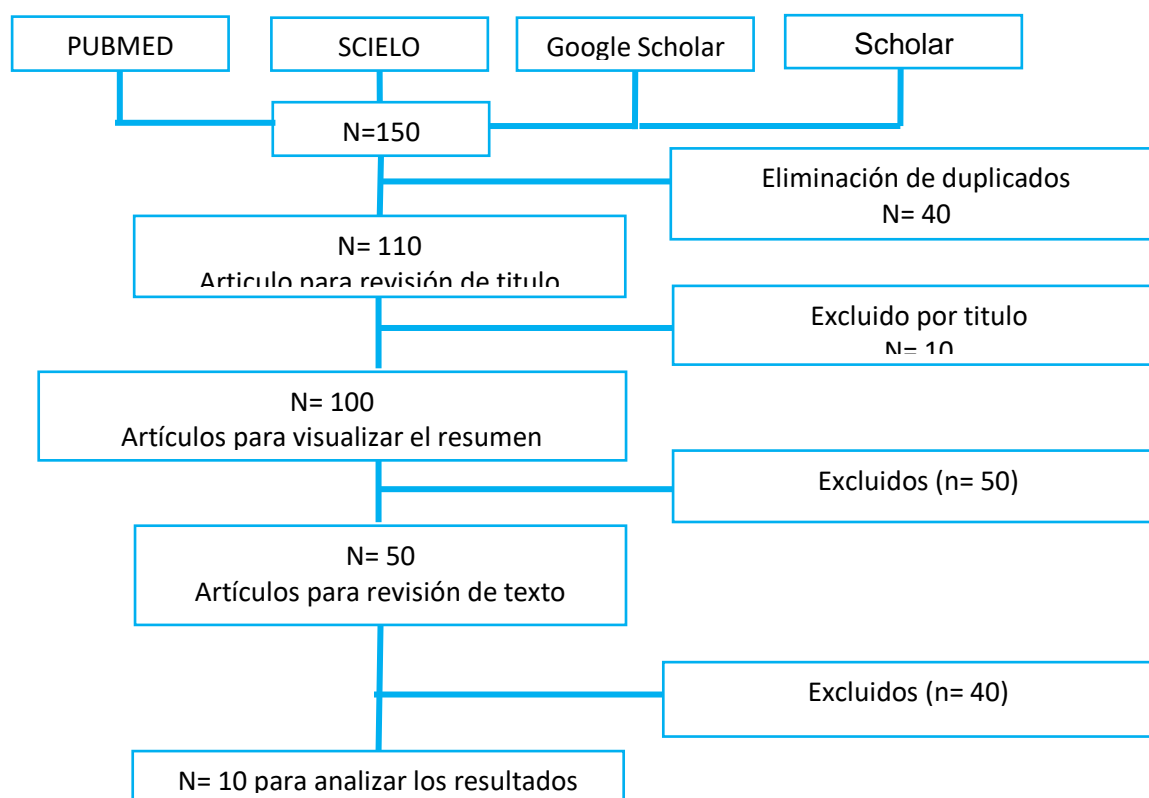 PUBMED
SCIELO
Google Scholar
Scholar
N=150
Eliminación de duplicados
N= 40
N= 110
Articulo para revisión de titulo
Excluido por titulo
N= 10
N= 100
Artículos para visualizar el resumen
Excluidos (n= 50)
N= 50
Artículos para revisión de texto
Excluidos (n= 40)
N= 10 para analizar los resultados